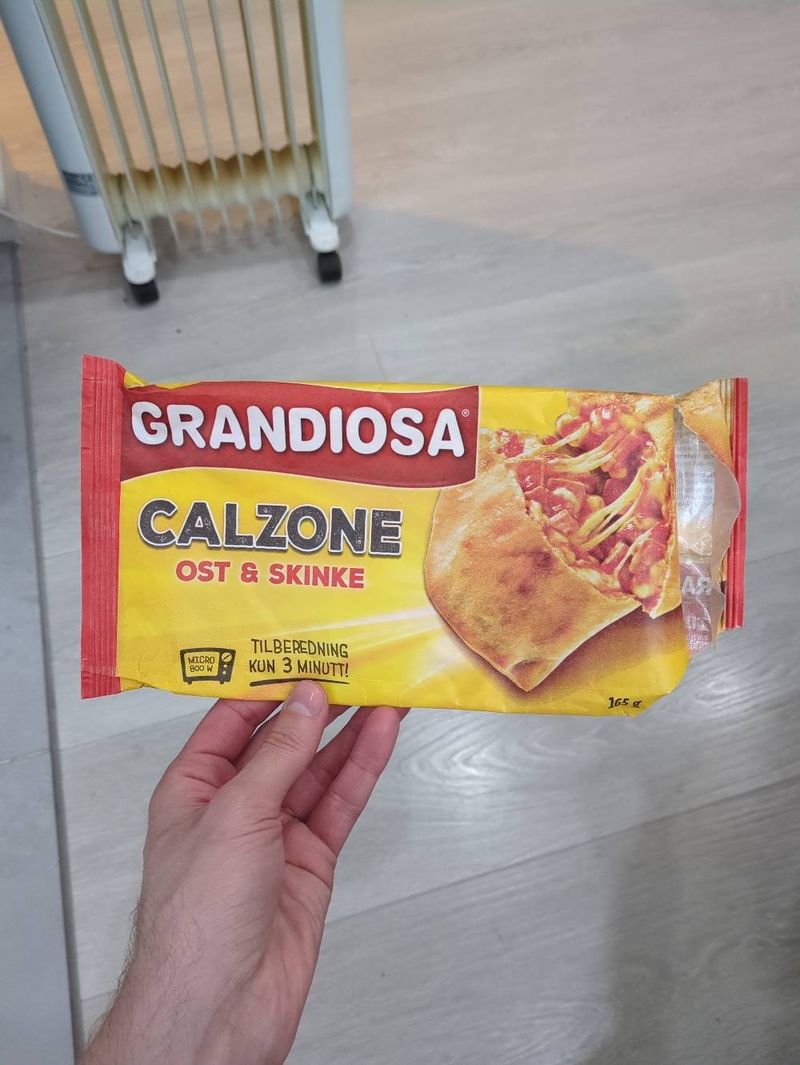 GRANDIOSA®
CALZONE
OST & SKINKE
MICRO
800 W
TILBEREDNING
KUN 3 MINUTT!
165 g